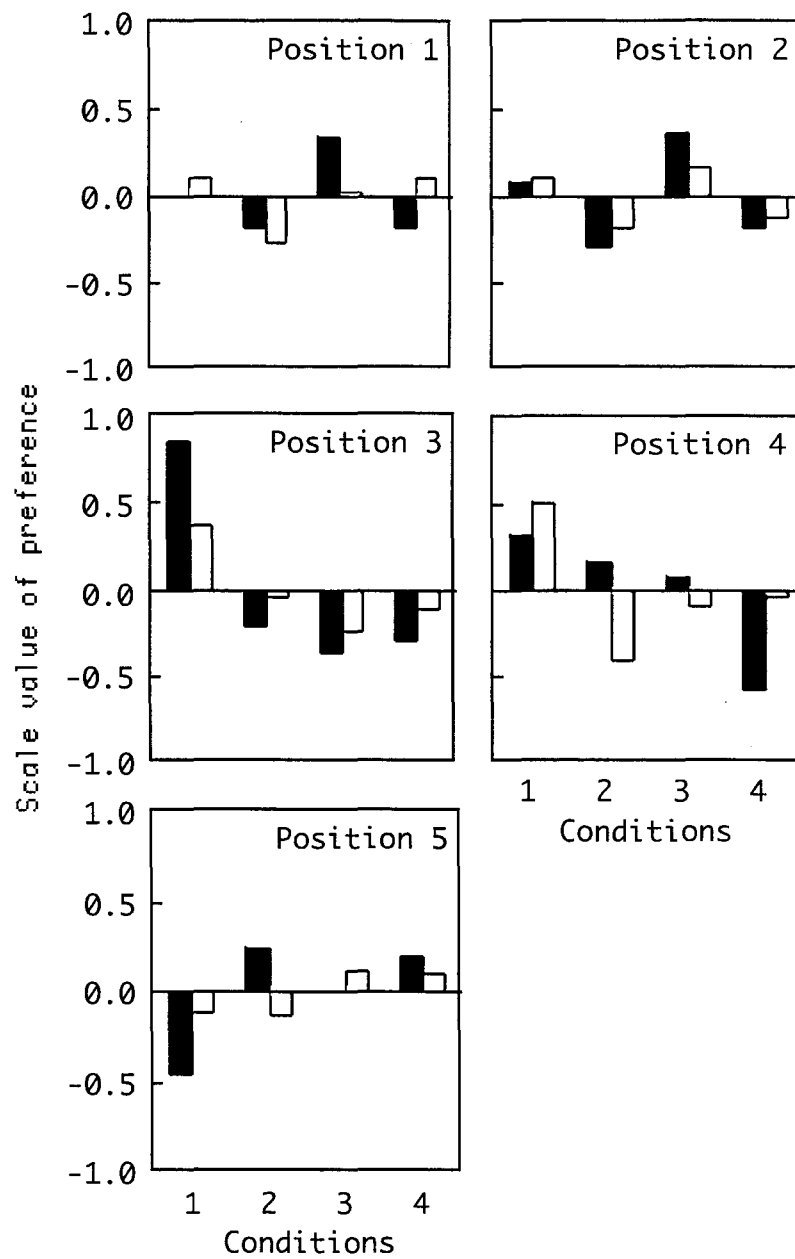 Scale value of preference
1.0
0.5
0.0
-0.5
-1.0
Position 1
Position 2
1.0
0.5
0.0
-0.5
-1.0
Position 3
Position 4
1 2 3 4
Conditions
1.0
0.5
0.0
-0.5
-1.0
Position 5
1 2 3 4
Conditions